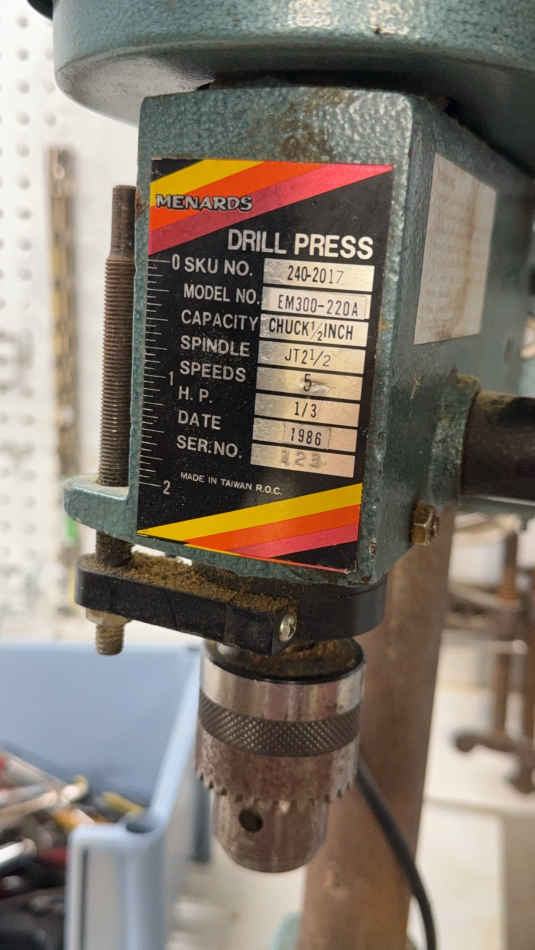 MENARDS
DRILL PRESS
0 SKU NO. 240-2017
MODEL NO. EM300-220A
CAPACITY CHUCK 1/2 INCH
SPINDLE JT2 1/2
SPEEDS 5
1
H. P. 1/3
DATE 1986
SER. NO. 123
MADE IN TAIWAN R.O.C.
2